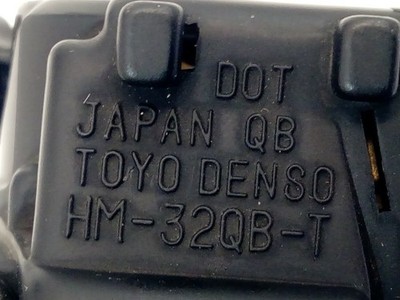 DOT
JAPAN QB
TOYO DENSO
HM-32QB-T